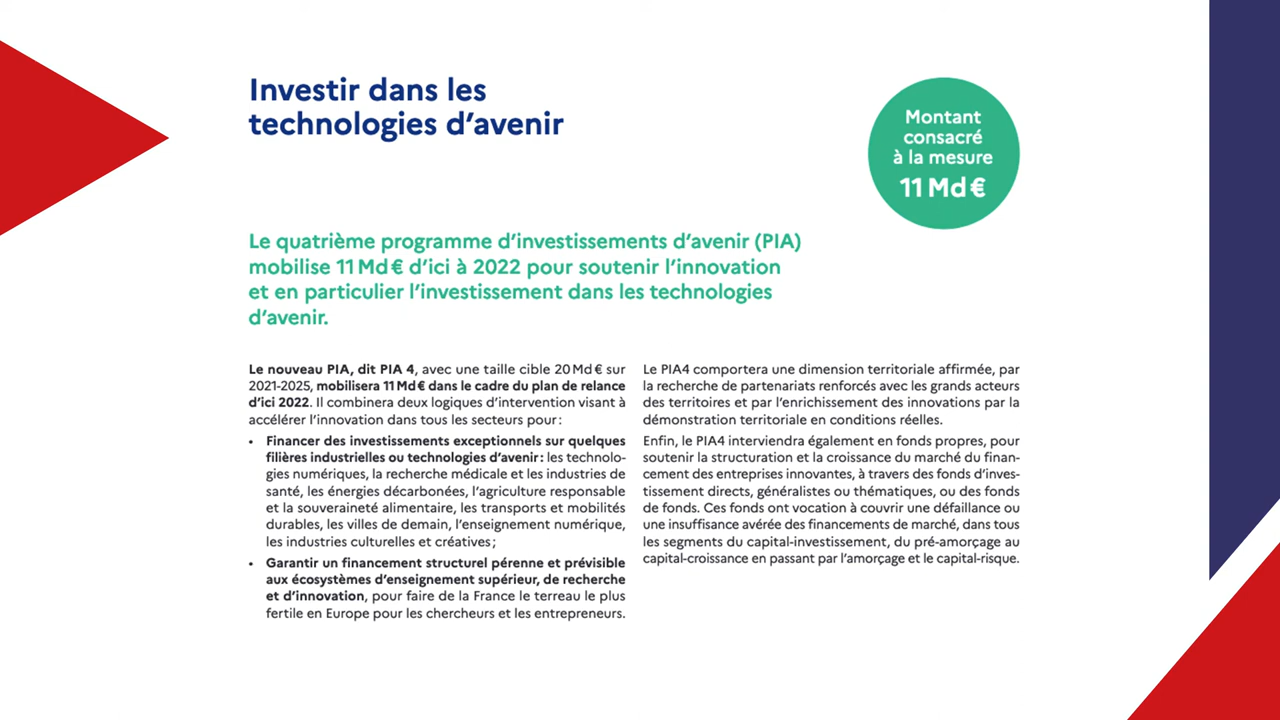 Investir dans les
technologies d'avenir
Montant
consacré
à la mesure
11 Md €
Le quatrième programme d'investissements d'avenir (PIA)
mobilise 11 Md € d'ici à 2022 pour soutenir l'innovation
et en particulier l'investissement dans les technologies
d'avenir.
Le nouveau PIA, dit PIA 4, avec une taille cible 20 Md € sur
2021-2025, mobilisera 11 Md € dans le cadre du plan de relance
d'ici 2022. Il combinera deux logiques d'intervention visant à
accélérer l'innovation dans tous les secteurs pour :
• Financer des investissements exceptionnels sur quelques
filières industrielles ou technologies d'avenir : les technolo-
gies numériques, la recherche médicale et les industries de
santé, les énergies décarbonées, l'agriculture responsable
et la souveraineté alimentaire, les transports et mobilités
durables, les villes de demain, l'enseignement numérique,
les industries culturelles et créatives ;
• Garantir un financement structurel pérenne et prévisible
aux écosystèmes d'enseignement supérieur, de recherche
et d'innovation, pour faire de la France le terreau le plus
fertile en Europe pour les chercheurs et les entrepreneurs.
Le PIA4 comportera une dimension territoriale affirmée, par
la recherche de partenariats renforcés avec les grands acteurs
des territoires et par l'enrichissement des innovations par la
démonstration territoriale en conditions réelles.
Enfin, le PIA4 interviendra également en fonds propres, pour
soutenir la structuration et la croissance du marché du finan-
cement des entreprises innovantes, à travers des fonds d'inves-
tissement directs, généralistes ou thématiques, ou des fonds
de fonds. Ces fonds ont vocation à couvrir une défaillance ou
une insuffisance avérée des financements de marché, dans tous
les segments du capital-investissement, du pré-amorçage au
capital-croissance en passant par l'amorçage et le capital-risque.